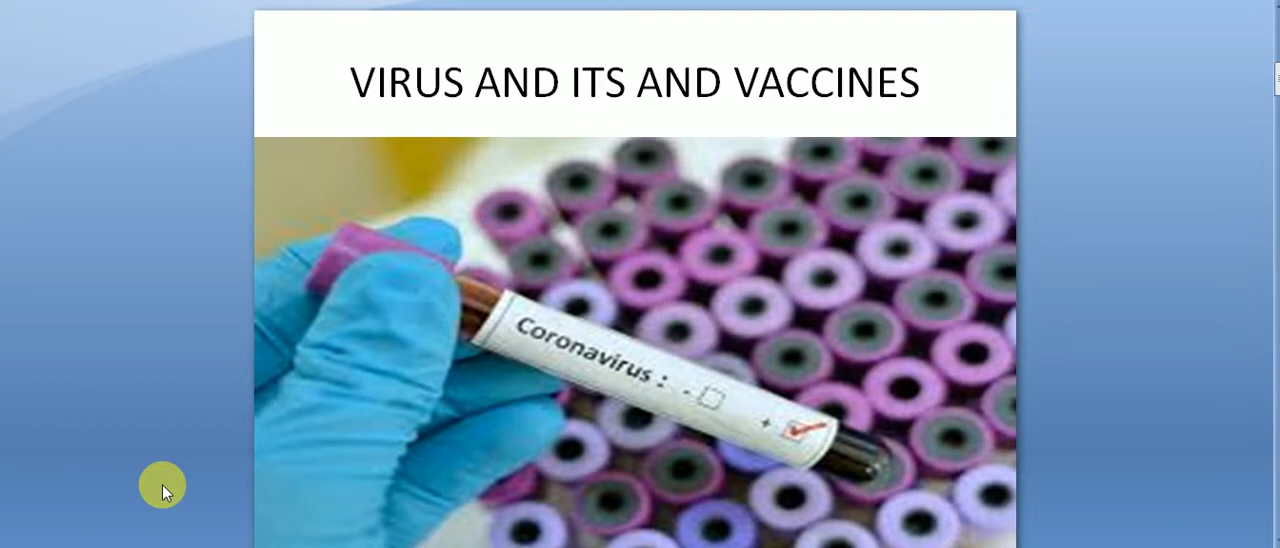 VIRUS AND ITS AND VACCINES
Coronavirus :
-
+